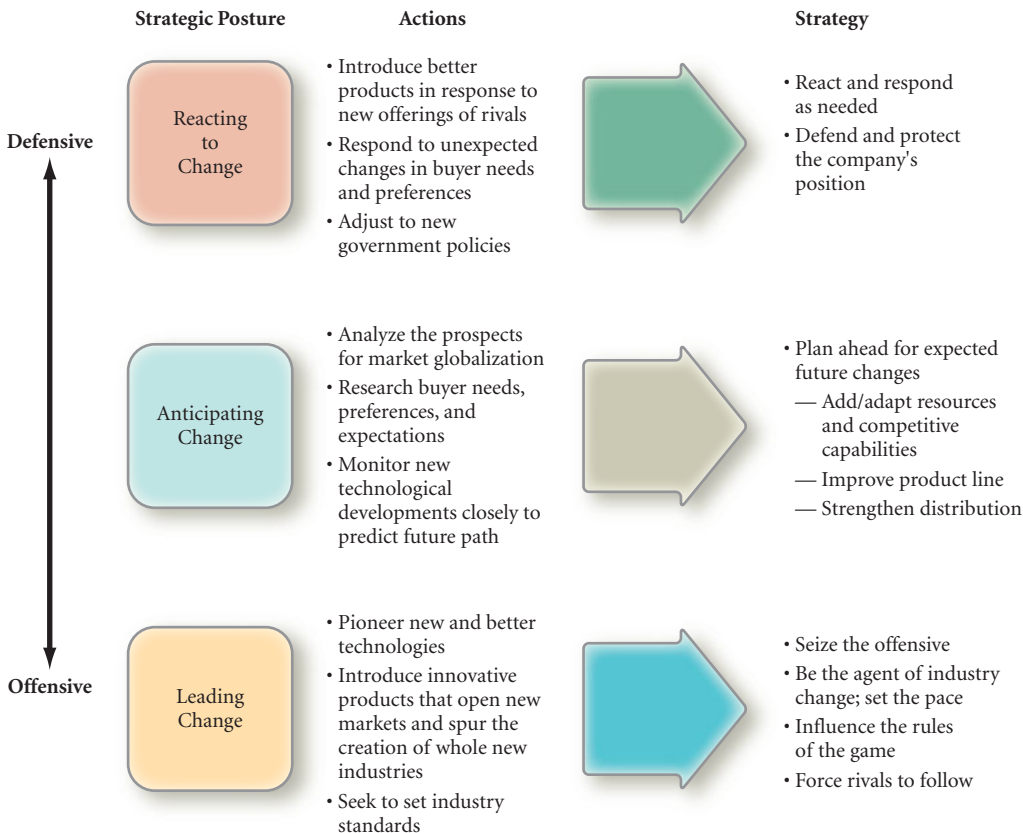 Strategic Posture
Actions
Strategy
Defensive
Reacting
to
Change
• Introduce better
products in response to
new offerings of rivals
• Respond to unexpected
changes in buyer needs
and preferences
• Adjust to new
government policies
• React and respond
as needed
• Defend and protect
the company's
position
Anticipating
Change
• Analyze the prospects
for market globalization
• Research buyer needs,
preferences, and
expectations
• Monitor new
technological
developments closely to
predict future path
• Plan ahead for expected
future changes
— Add/adapt resources
and competitive
capabilities
— Improve product line
— Strengthen distribution
Offensive
Leading
Change
• Pioneer new and better
technologies
• Introduce innovative
products that open new
markets and spur the
creation of whole new
industries
• Seek to set industry
standards
• Seize the offensive
• Be the agent of industry
change; set the pace
• Influence the rules
of the game
• Force rivals to follow